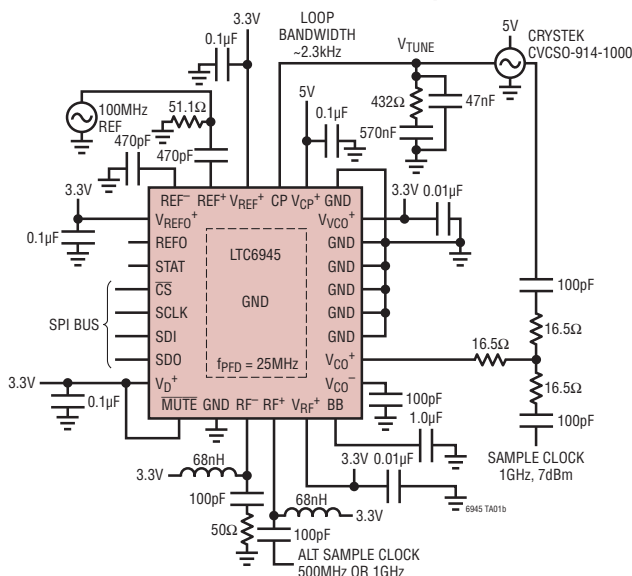 3.3V
0.1µF
LOOP
BANDWIDTH
~2.3kHz
V_TUNE
5V
CRYSTEK
CVCSO-914-1000
100MHz
REF
51.1Ω
470pF
470pF
5V
0.1µF
432Ω
47nF
570nF
3.3V
0.1µF
3.3V
0.01µF
REF⁻ REF⁺ V_REF⁺ CP V_CP⁺ GND
V_REFO⁺
REFO
STAT
C̅S̅
SCLK
SDI
SDO
V_D⁺
SPI BUS
LTC6945
GND
f_PFD = 25MHz
V_VCO⁺
GND
GND
GND
GND
GND
V_CO⁺
V_CO⁻
M̅U̅T̅E̅ GND RF⁻ RF⁺ V_RF⁺ BB
3.3V
0.1µF
100pF
16.5Ω
16.5Ω
16.5Ω
100pF
SAMPLE CLOCK
1GHz, 7dBm
100pF
1.0µF
3.3V
68nH
100pF
50Ω
68nH
3.3V
3.3V
0.01µF
100pF
ALT SAMPLE CLOCK
500MHz OR 1GHz
6945 TA01b